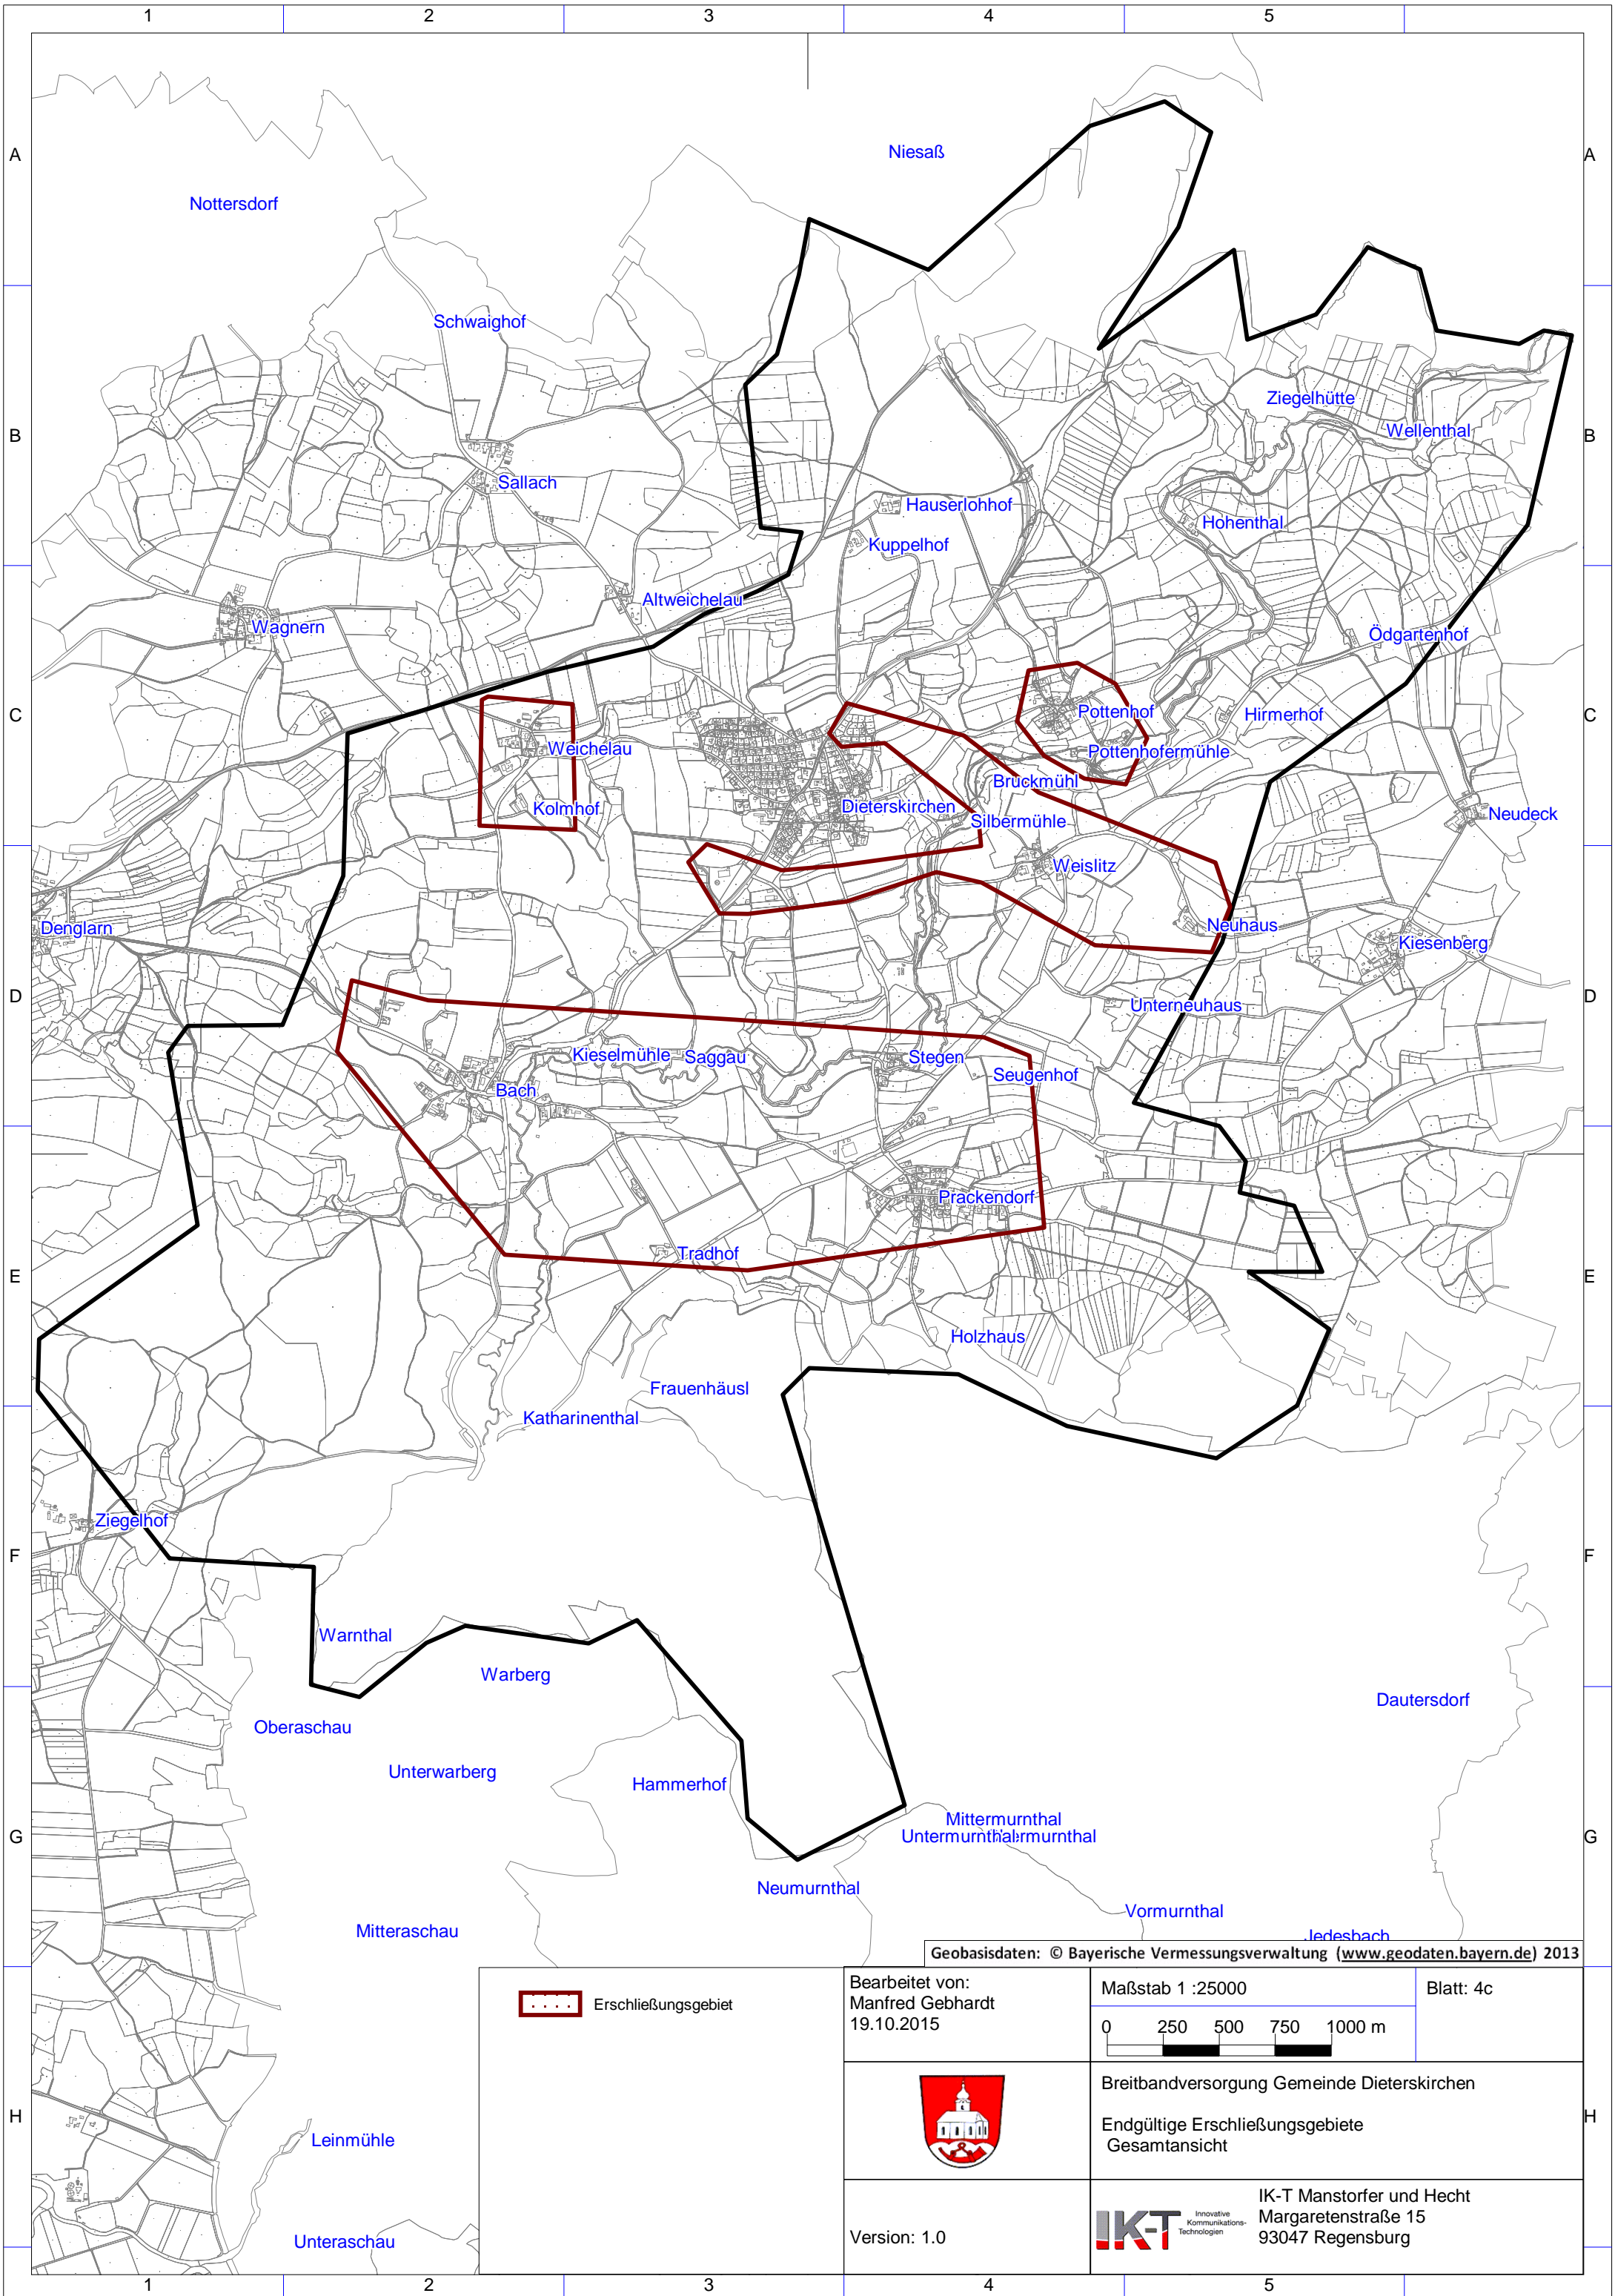 1 2 3 4 5
A A
Niesaß
Nottersdorf
Schwaighof
Ziegelhütte
B B
Wellenthal
Sallach
Hauserlohhof
Hohenthal
Kuppelhof
Altweichelau
Wagnern
Ödgartenhof
C C
Pottenhof
Hirmerhof
Weichelau
Pottenhofermühle
Bruckmühl
Kolmhof
Dieterskirchen
Neudeck
Silbermühle
Weislitz
Denglarn
Neuhaus
Kiesenberg
D D
Unterneuhaus
Kieselmühle
Saggau
Stegen
Seugenhof
Bach
Prackendorf
Tradhof
E E
Holzhaus
Frauenhäusl
Katharinenthal
Ziegelhof
F F
Warnthal
Warberg
Dautersdorf
Oberaschau
Unterwarberg
Hammerhof
Mittermurnthal
G G
Untermurnthal
Neumurnthal
Vormurnthal
Mitteraschau
Jedesbach
Geobasisdaten: © Bayerische Vermessungsverwaltung (www.geodaten.bayern.de) 2013
Erschließungsgebiet
Bearbeitet von:
Manfred Gebhardt
19.10.2015
Maßstab 1 :25000
Blatt: 4c
0 250 500 750 1000 m
Breitbandversorgung Gemeinde Dieterskirchen
Endgültige Erschließungsgebiete
Gesamtansicht
H H
Leinmühle
Version: 1.0
IK-T
Innovative
Kommunikations-
Technologien
IK-T Manstorfer und Hecht
Margaretenstraße 15
93047 Regensburg
Unteraschau
1 2 3 4 5